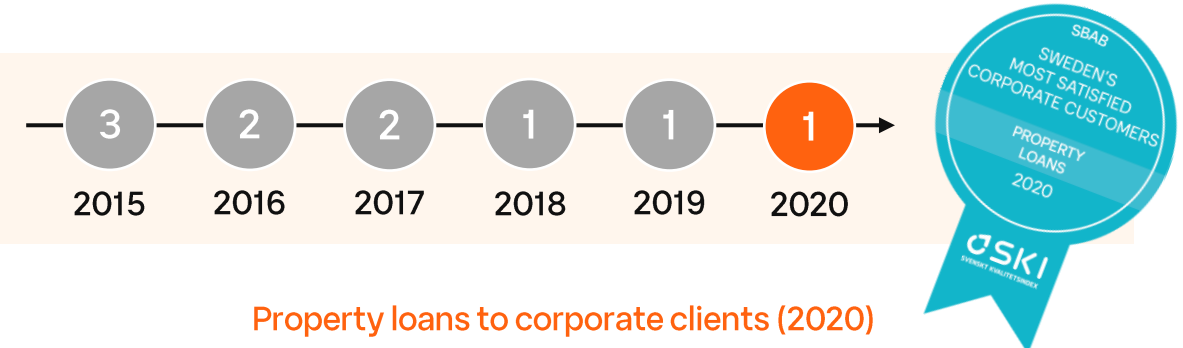 3 2 2 1 1 1
2015 2016 2017 2018 2019 2020
SBAB
SWEDEN'S
MOST SATISFIED
CORPORATE CUSTOMERS
PROPERTY
LOANS
2020
SKI
SVENSKT KVALITETSINDEX
Property loans to corporate clients (2020)